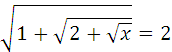 √(1 + √(2 + √x)) = 2